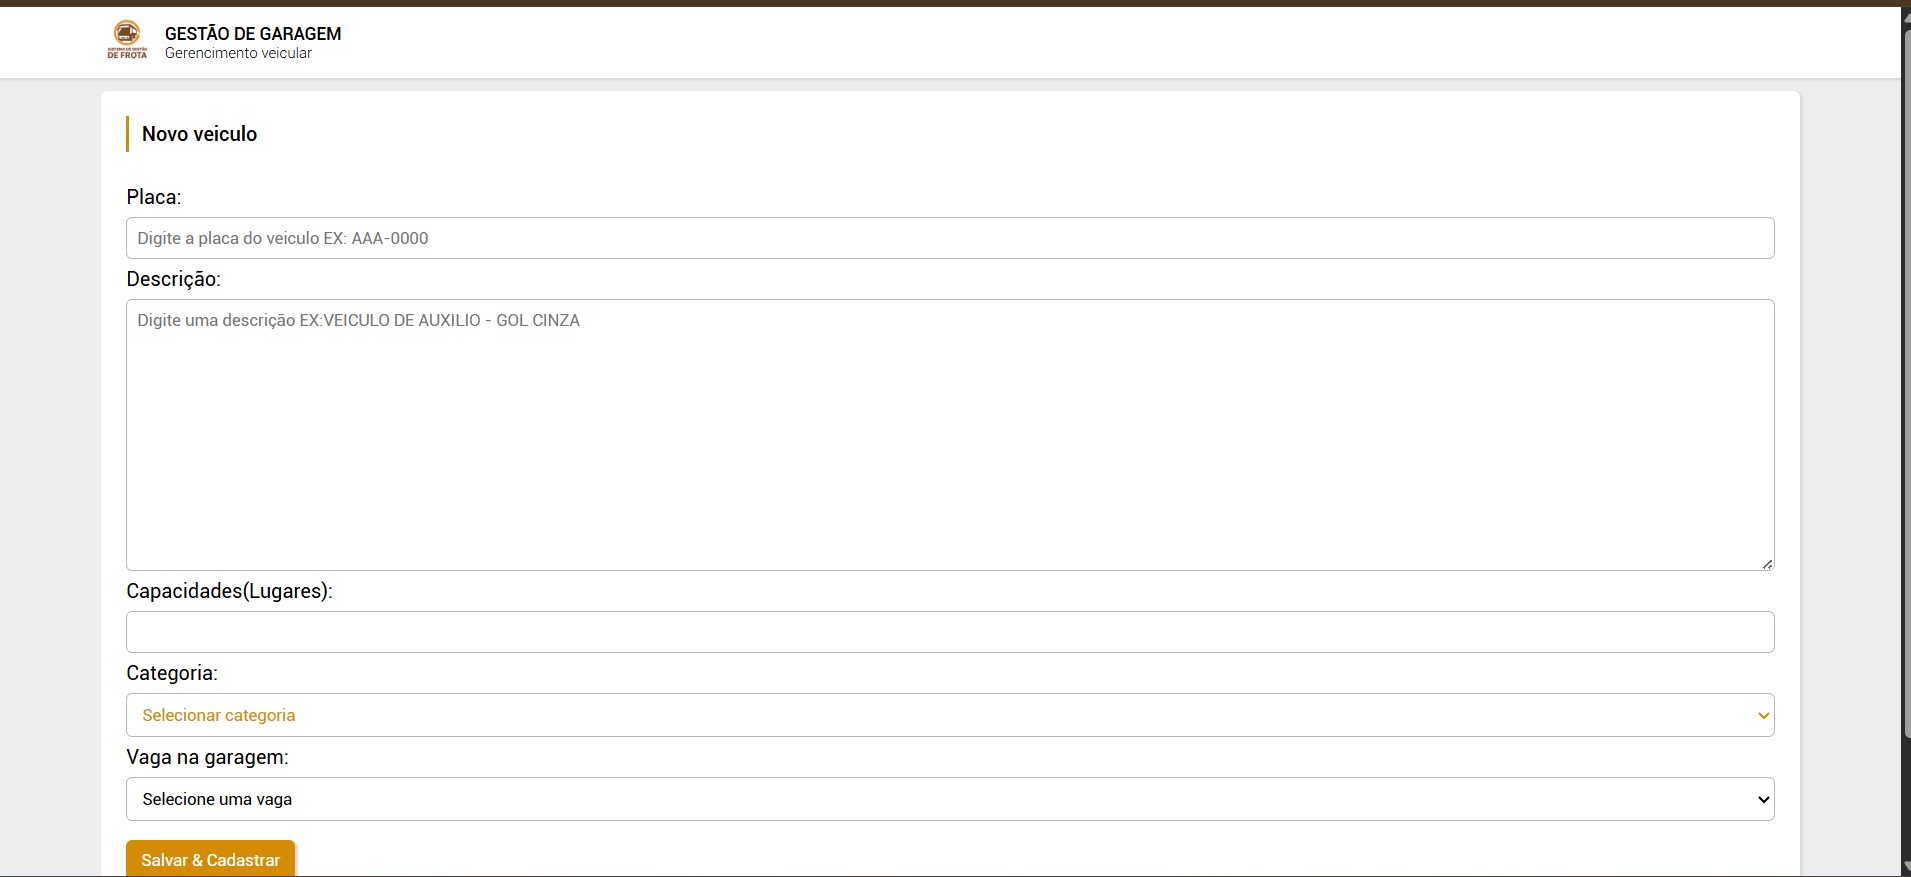 SISTEMA DE GESTÃO
DE FROTA
GESTÃO DE GARAGEM
Gerencimento veicular
Novo veiculo
Placa:
Digite a placa do veiculo EX: AAA-0000
Descrição:
Digite uma descrição EX:VEICULO DE AUXILIO - GOL CINZA
Capacidades(Lugares):
Categoria:
Selecionar categoria
Vaga na garagem:
Selecione uma vaga
Salvar & Cadastrar